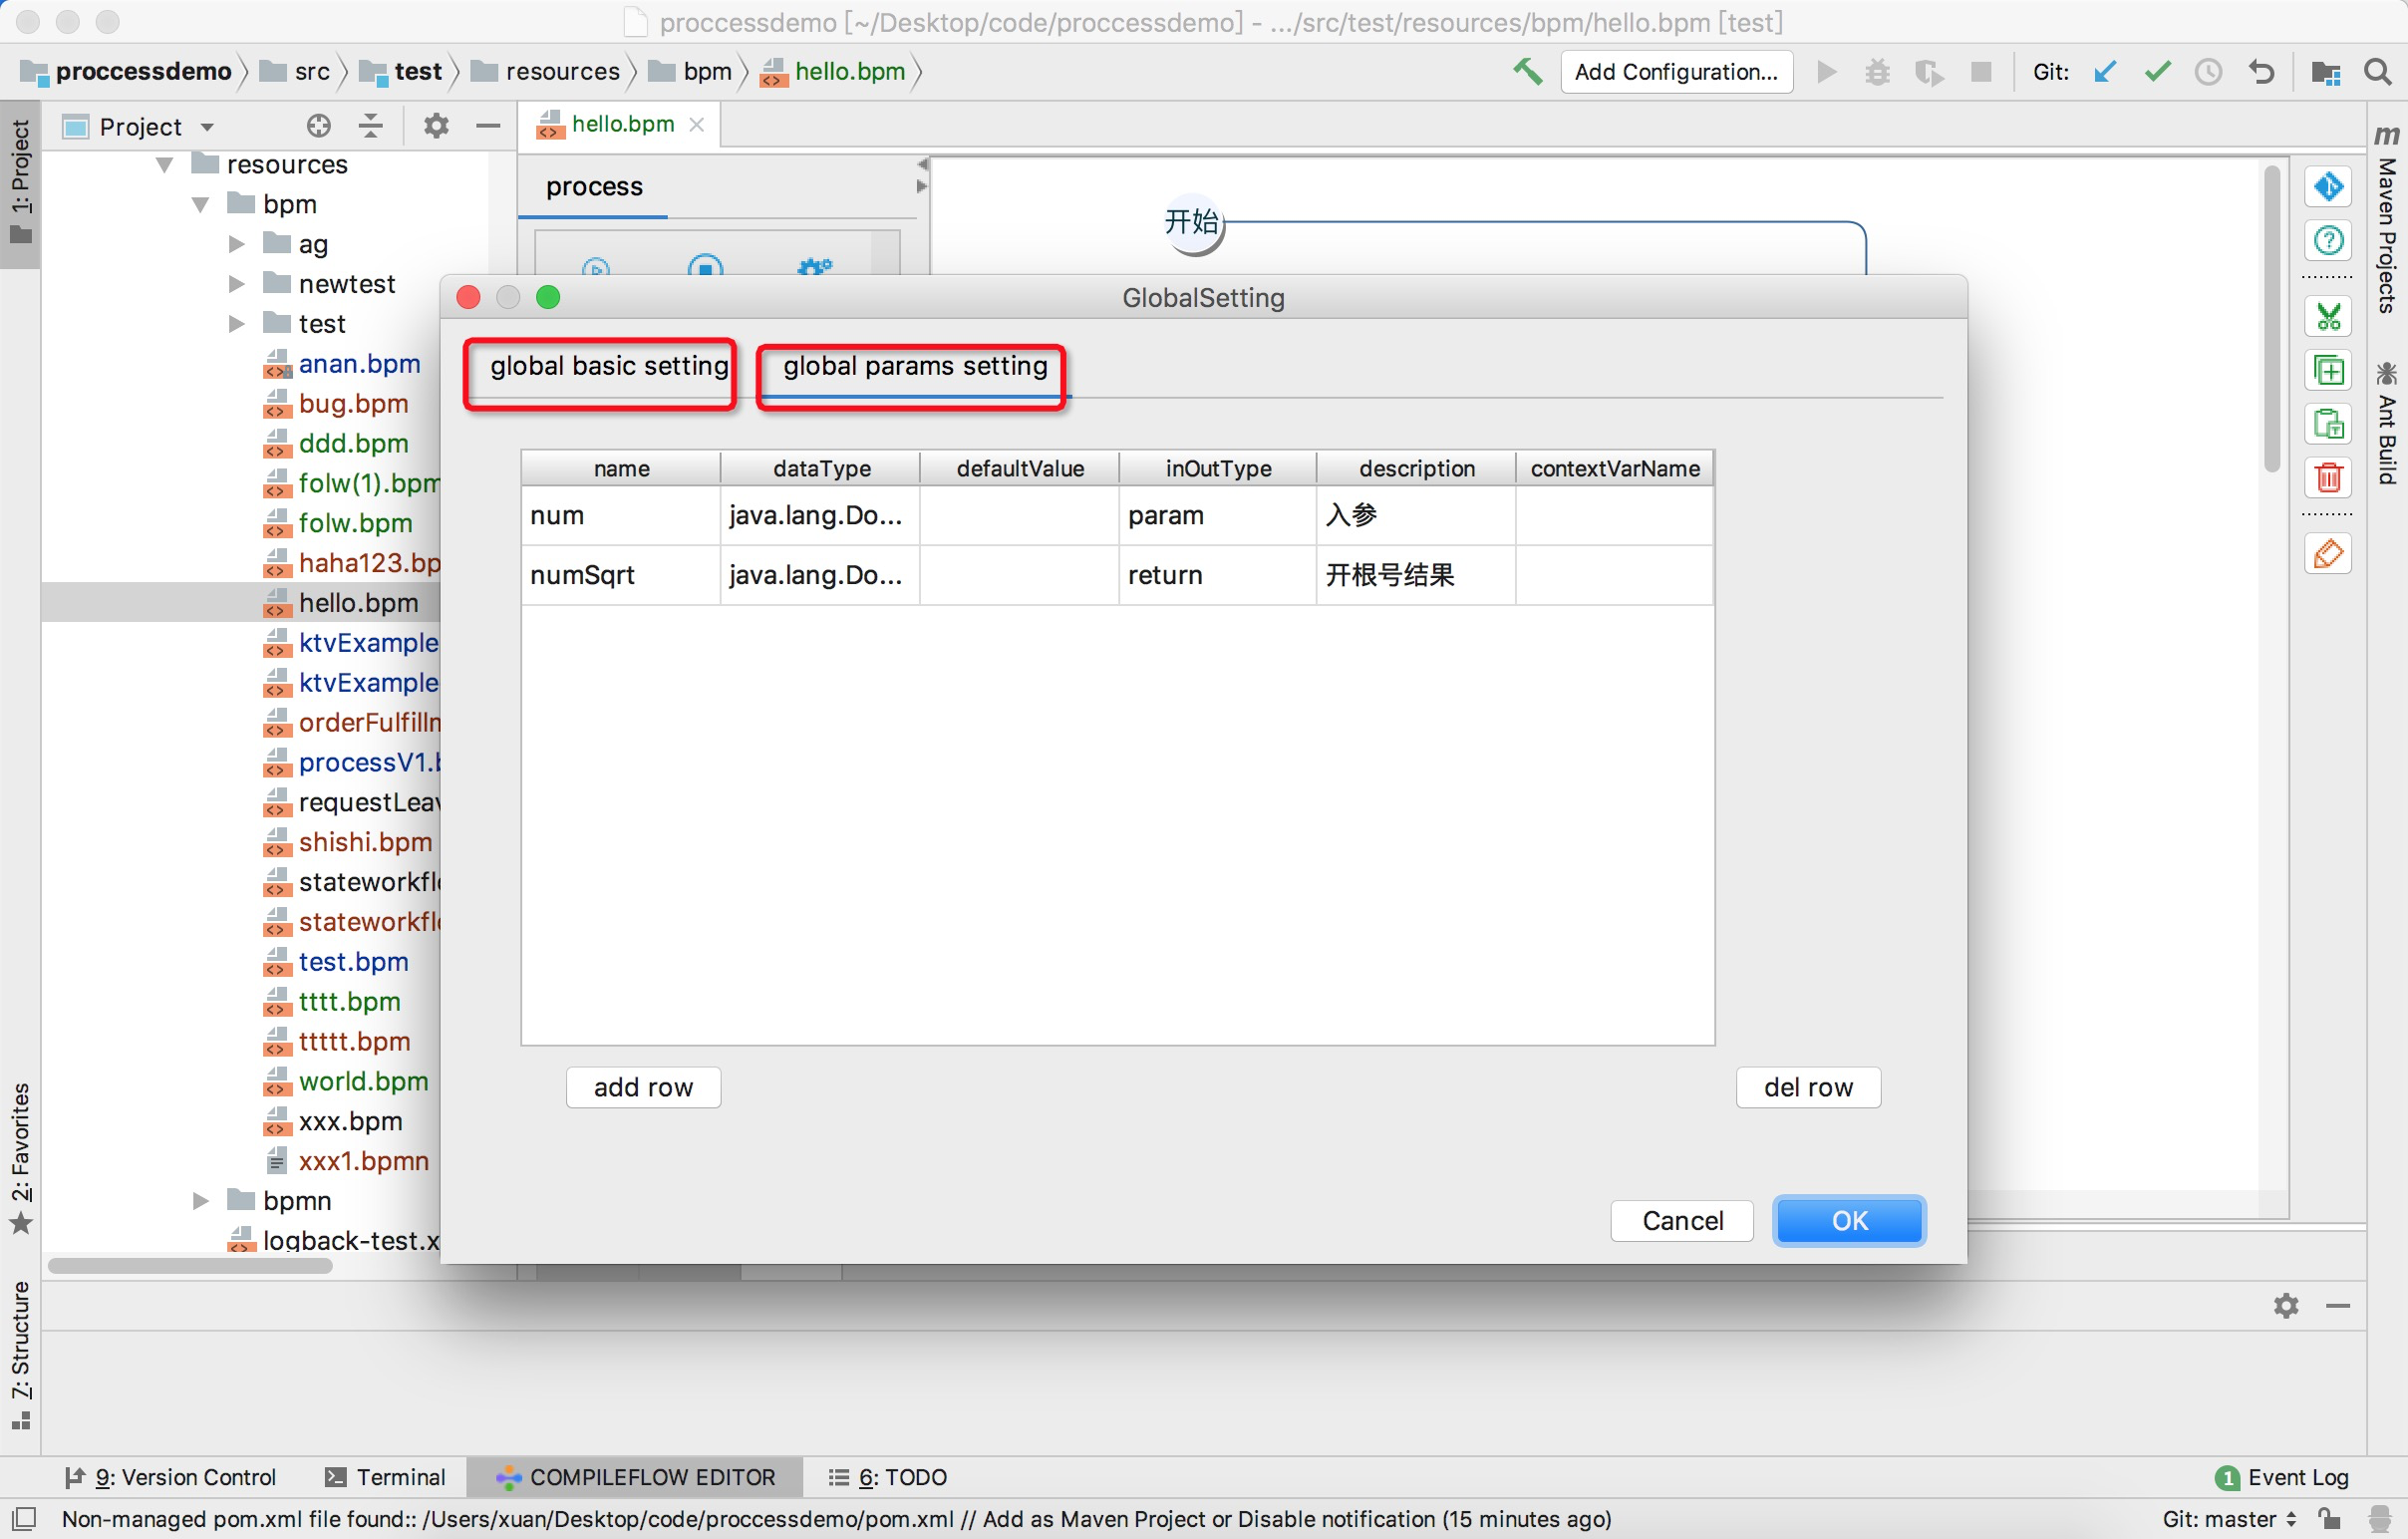 proccessdemo [~/Desktop/code/proccessdemo] - .../src/test/resources/bpm/hello.bpm [test]
proccessdemo src test resources bpm hello.bpm Add Configuration... Git:
1: Project
Project
hello.bpm
resources
bpm
ag
newtest
test
anan.bpm
bug.bpm
ddd.bpm
folw(1).bpm
folw.bpm
haha123.bp
hello.bpm
ktvExample
ktvExample
orderFulfilln
processV1.b
requestLeav
shishi.bpm
stateworkflo
stateworkflo
test.bpm
tttt.bpm
ttttt.bpm
world.bpm
xxx.bpm
xxx1.bpmn
bpmn
logback-test.x
process
开始
GlobalSetting
global basic setting global params setting
name dataType defaultValue inOutType description contextVarName
num java.lang.Do... param 入参
numSqrt java.lang.Do... return 开根号结果
add row del row
Cancel OK
m Maven Projects
Ant Build
2: Favorites
7: Structure
9: Version Control Terminal COMPILEFLOW EDITOR 6: TODO 1 Event Log
Non-managed pom.xml file found:: /Users/xuan/Desktop/code/proccessdemo/pom.xml // Add as Maven Project or Disable notification (15 minutes ago) Git: master